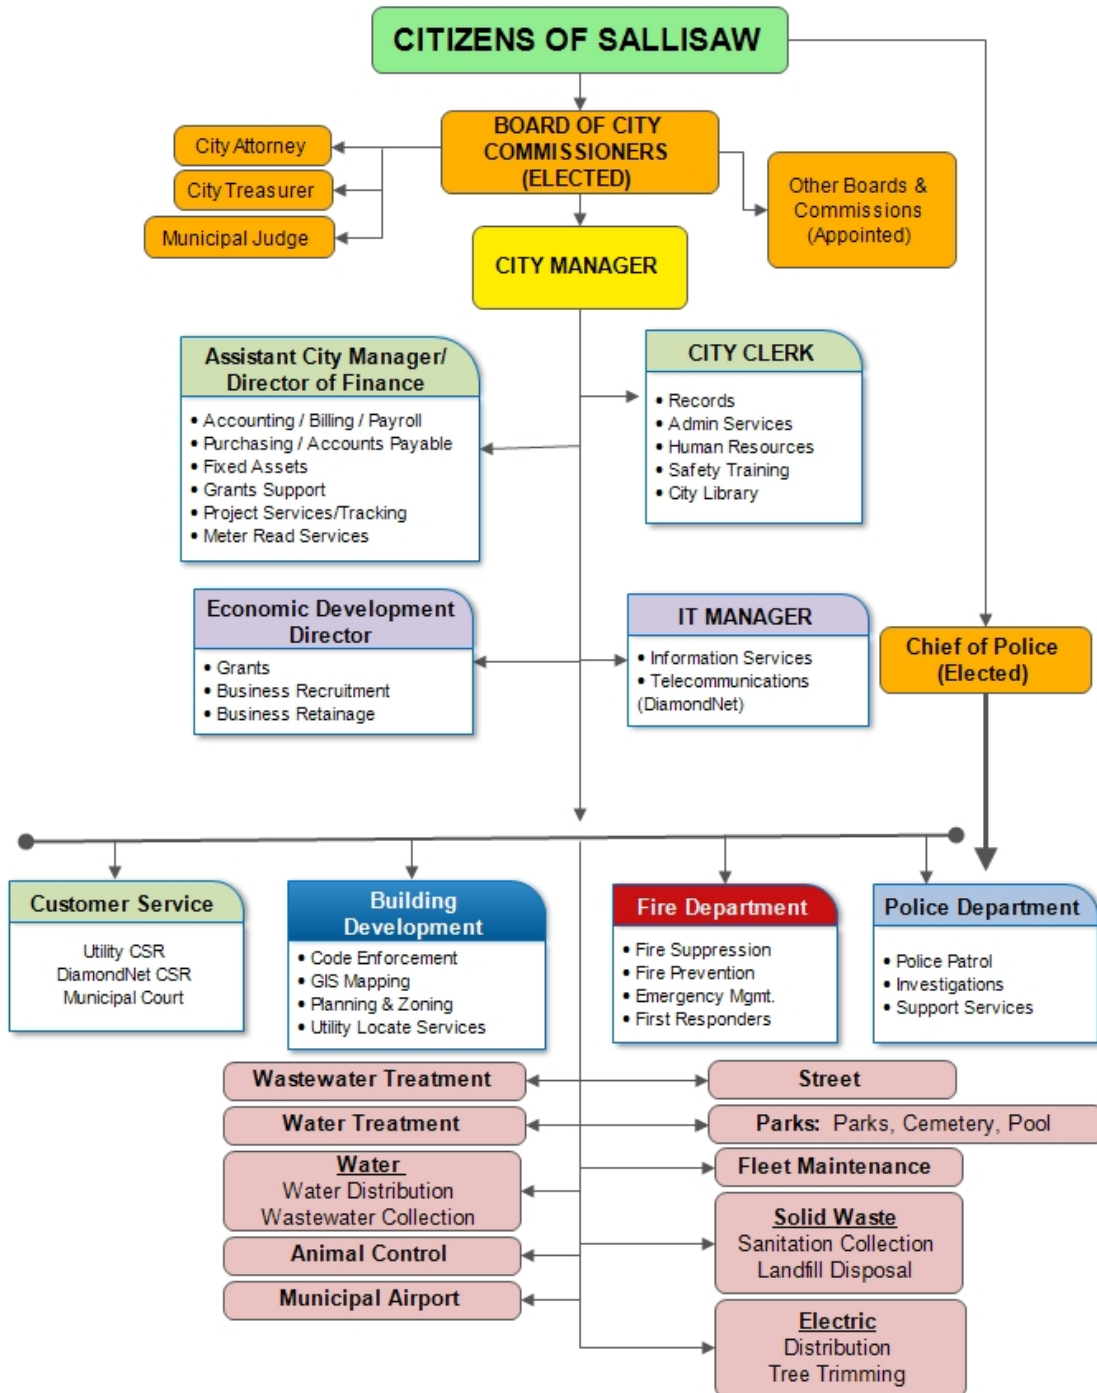 CITIZENS OF SALLISAW
BOARD OF CITY
COMMISSIONERS
(ELECTED)
City Attorney
City Treasurer
Municipal Judge
Other Boards &
Commissions
(Appointed)
CITY MANAGER
Assistant City Manager/
Director of Finance
• Accounting / Billing / Payroll
• Purchasing / Accounts Payable
• Fixed Assets
• Grants Support
• Project Services/Tracking
• Meter Read Services
CITY CLERK
• Records
• Admin Services
• Human Resources
• Safety Training
• City Library
Economic Development
Director
• Grants
• Business Recruitment
• Business Retainage
IT MANAGER
• Information Services
• Telecommunications
(DiamondNet)
Chief of Police
(Elected)
Customer Service
Utility CSR
DiamondNet CSR
Municipal Court
Building
Development
• Code Enforcement
• GIS Mapping
• Planning & Zoning
• Utility Locate Services
Fire Department
• Fire Suppression
• Fire Prevention
• Emergency Mgmt.
• First Responders
Police Department
• Police Patrol
• Investigations
• Support Services
Wastewater Treatment
Water Treatment
Water
Water Distribution
Wastewater Collection
Animal Control
Municipal Airport
Street
Parks: Parks, Cemetery, Pool
Fleet Maintenance
Solid Waste
Sanitation Collection
Landfill Disposal
Electric
Distribution
Tree Trimming